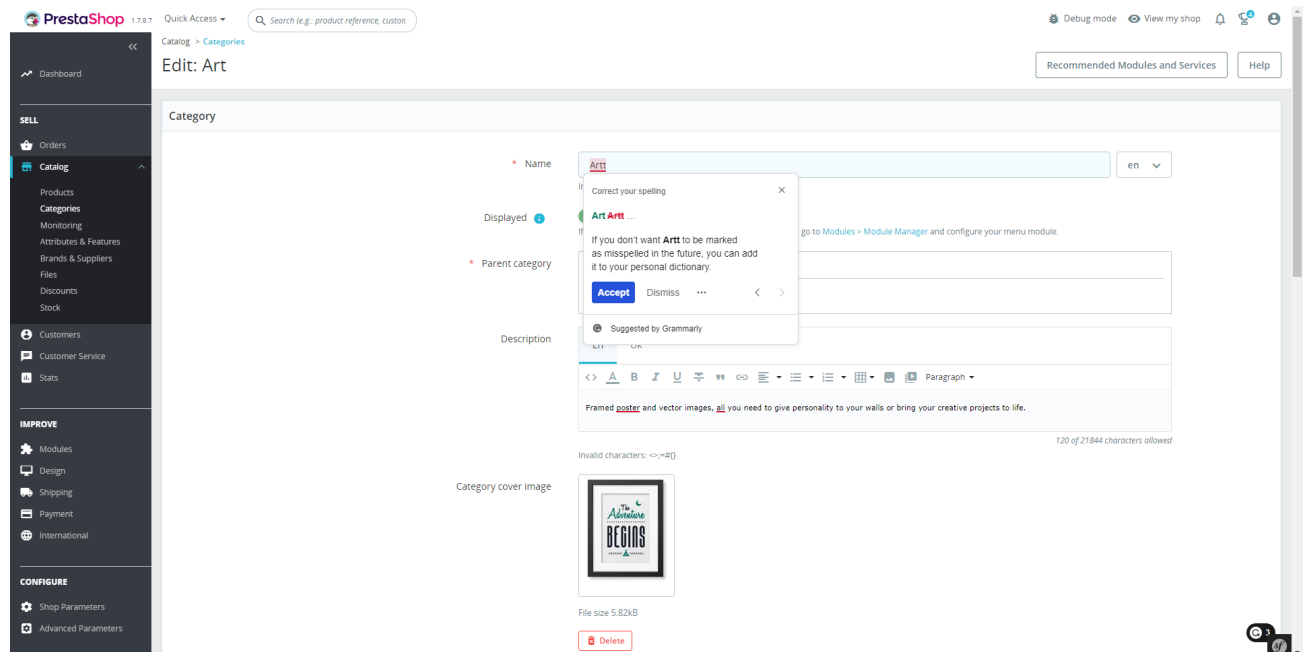 PrestaShop 1.7.8.7 Quick Access Search (e.g.: product reference, custon Debug mode View my shop 4
Catalog > Categories
Edit: Art Recommended Modules and Services Help
Dashboard
SELL
Orders
Catalog
Products
Categories
Monitoring
Attributes & Features
Brands & Suppliers
Files
Discounts
Stock
Customers
Customer Service
Stats
IMPROVE
Modules
Design
Shipping
Payment
International
CONFIGURE
Shop Parameters
Advanced Parameters
Category
* Name Artt en
Correct your spelling
Art Artt ...
If you don't want Artt to be marked
as misspelled in the future, you can add
it to your personal dictionary.
Accept Dismiss
Suggested by Grammarly
Displayed
go to Modules > Module Manager and configure your menu module.
* Parent category
Description
B I U Paragraph
Framed poster and vector images, all you need to give personality to your walls or bring your creative projects to life.
120 of 21844 characters allowed
Invalid characters: <>;=#{}
Category cover image
The
Adventure
BEGINS
File size 5.82kB
Delete
3
sf